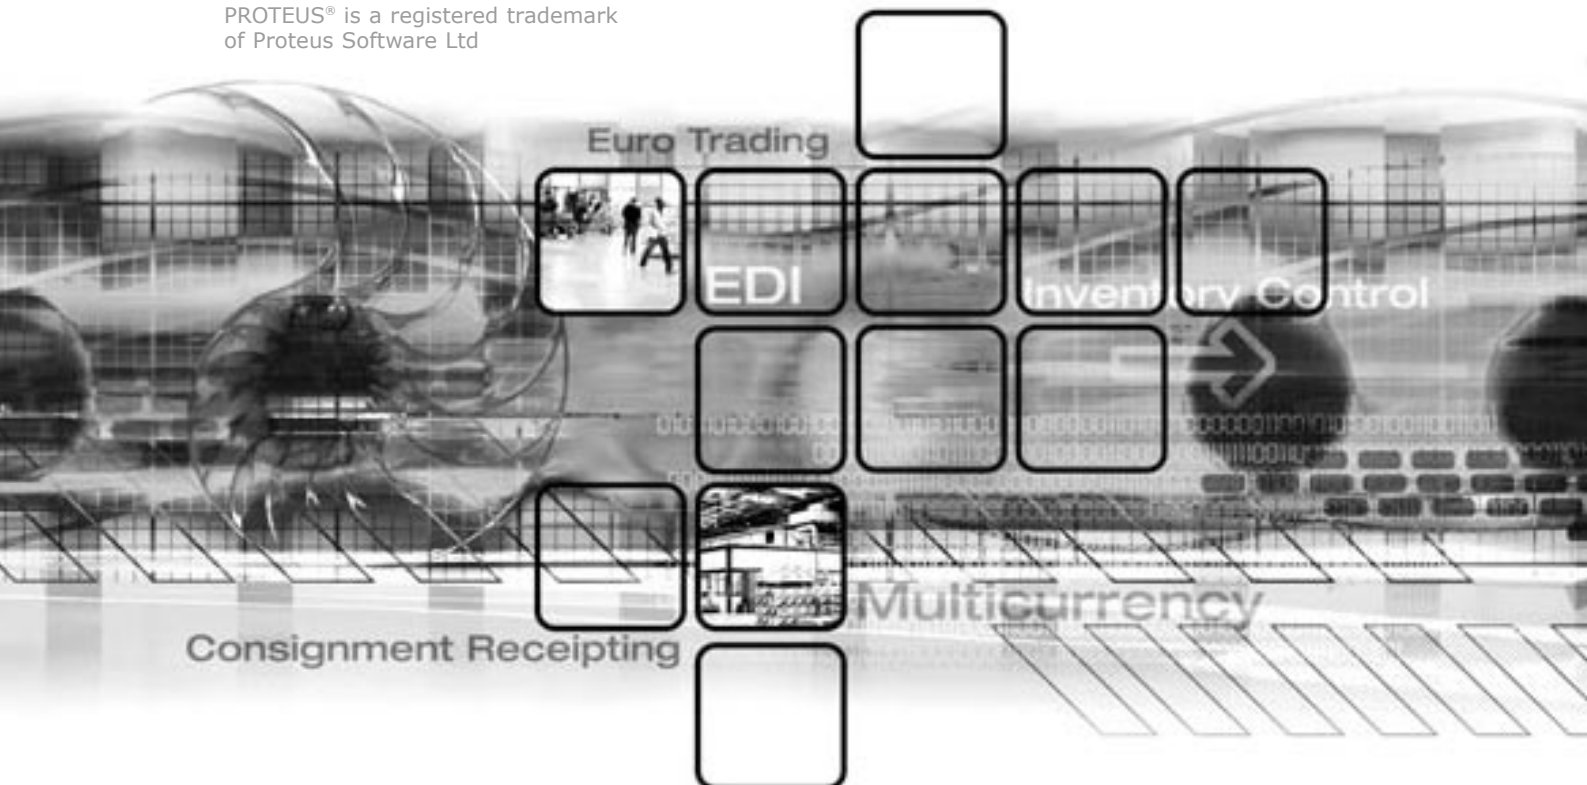 PROTEUS® is a registered trademark
of Proteus Software Ltd
Euro Trading
EDI
Inventory Control
Multicurrency
Consignment Receipting